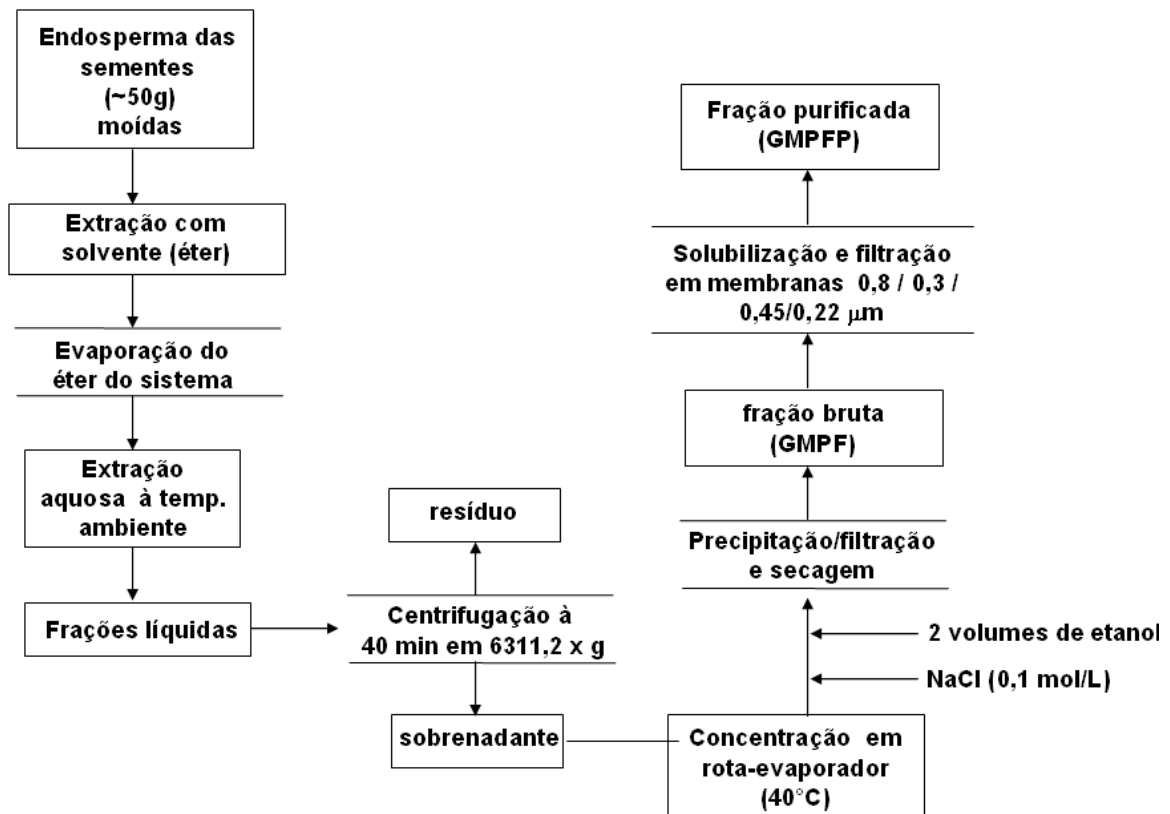 Endosperma das
sementes
(~50g)
moídas
Extração com
solvente (éter)
Evaporação do
éter do sistema
Extração
aquosa à temp.
ambiente
Frações líquidas
resíduo
Centrifugação à
40 min em 6311,2 x g
sobrenadante
Concentração em
rota-evaporador
(40°C)
NaCl (0,1 mol/L)
2 volumes de etanol
Precipitação/filtração
e secagem
fração bruta
(GMPF)
Solubilização e filtração
em membranas 0,8 / 0,3 /
0,45/0,22 μm
Fração purificada
(GMPFP)